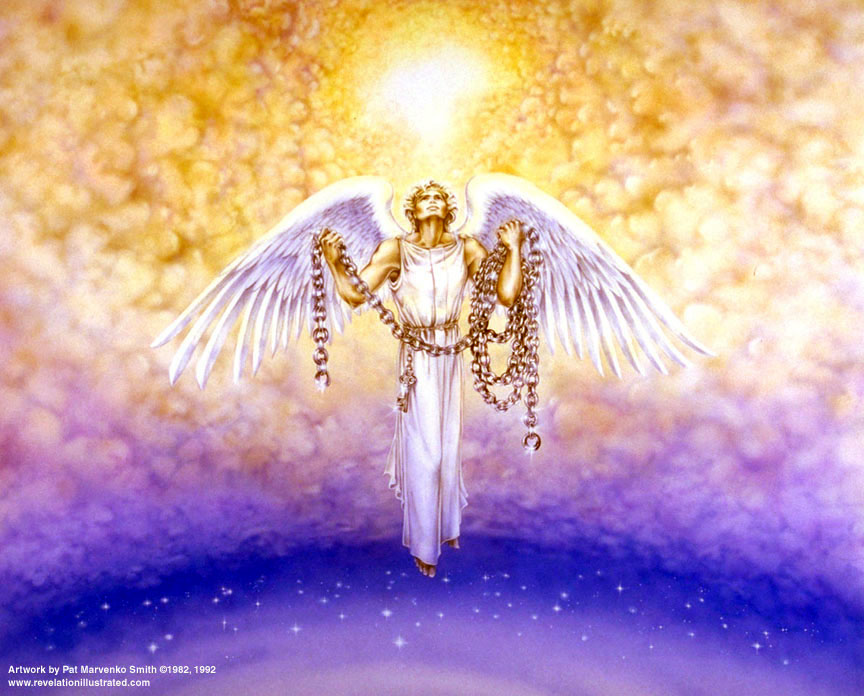 Artwork by Pat Marvenko Smith ©1982, 1992
www.revelationillustrated.com